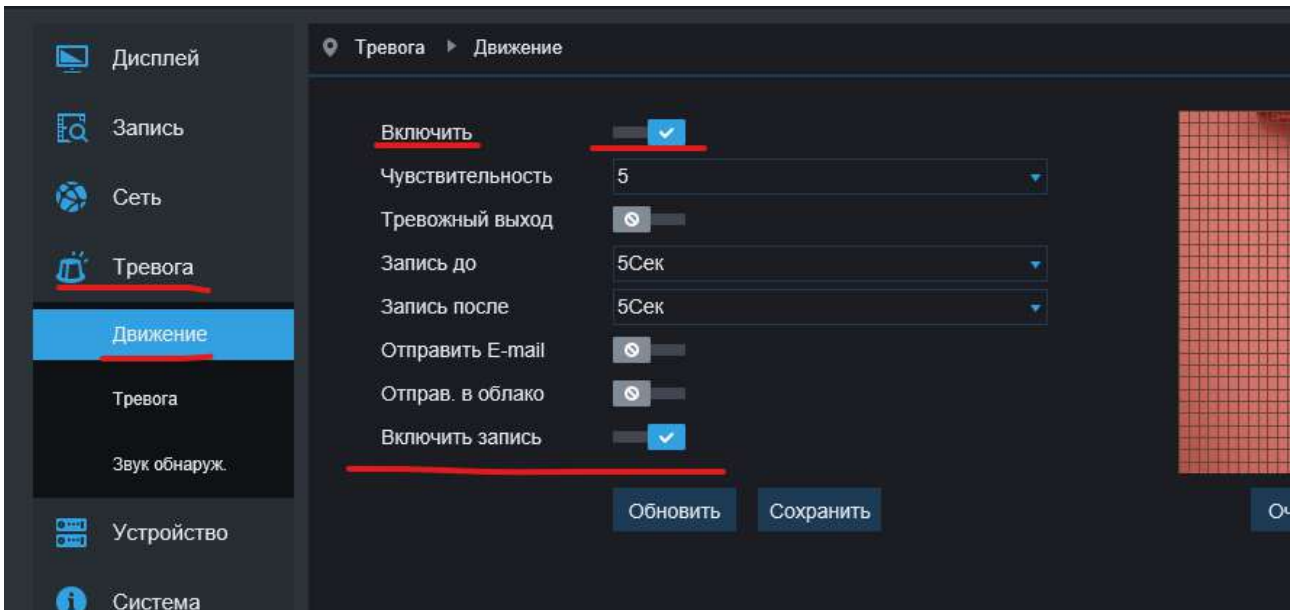 Дисплей
Запись
Сеть
Тревога
Движение
Тревога
Звук обнаруж.
Устройство
Система
Тревога Движение
Включить
Чувствительность 5
Тревожный выход
Запись до 5Сек
Запись после 5Сек
Отправить E-mail
Отправ. в облако
Включить запись
Обновить Сохранить